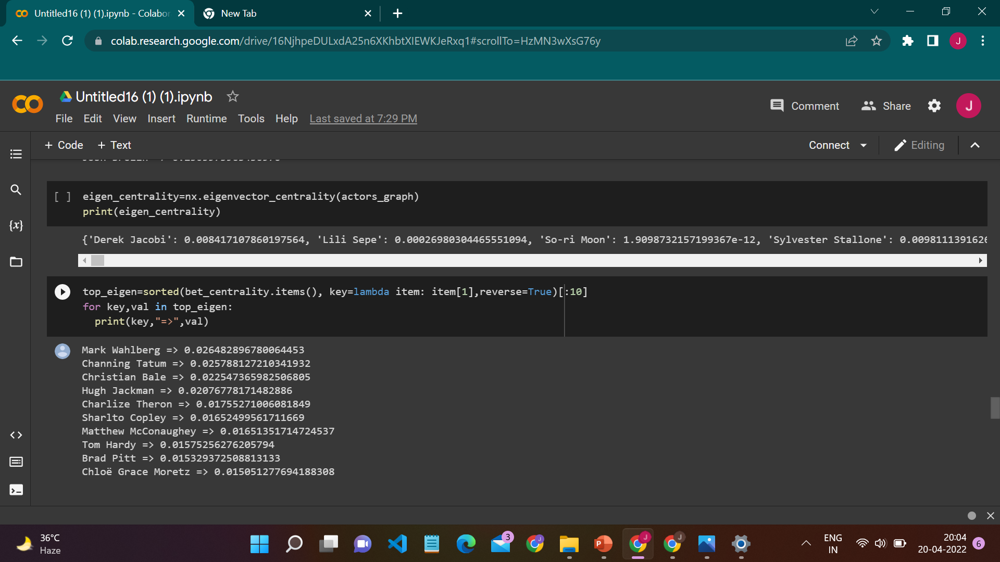 Untitled16 (1) (1).ipynb - Colabor
New Tab
colab.research.google.com/drive/16NjhpeDULxdA25n6XKhbtXIEWKJeRxq1#scrollTo=HzMN3wXsG76y
J
Untitled16 (1) (1).ipynb
Comment
Share
J
File Edit View Insert Runtime Tools Help Last saved at 7:29 PM
+ Code + Text
Connect
Editing
[ ] eigen_centrality=nx.eigenvector_centrality(actors_graph)
print(eigen_centrality)
{'Derek Jacobi': 0.008417107860197564, 'Lili Sepe': 0.00026980304465551094, 'So-ri Moon': 1.9098732157199367e-12, 'Sylvester Stallone': 0.0098111391626
{x}
top_eigen=sorted(bet_centrality.items(), key=lambda item: item[1],reverse=True)[:10]
for key,val in top_eigen:
print(key,"=>",val)
Mark Wahlberg => 0.026482896780064453
Channing Tatum => 0.025788127210341932
Christian Bale => 0.022547365982506805
Hugh Jackman => 0.02076778171482886
Charlize Theron => 0.01755271006081849
Sharlto Copley => 0.01652499561711669
Matthew McConaughey => 0.01651351714724537
Tom Hardy => 0.01575256276205794
Brad Pitt => 0.015329372508813133
Chloë Grace Moretz => 0.015051277694188308
36°C
Haze
3
J
P
J
J
ENG
IN
20:04
20-04-2022
6